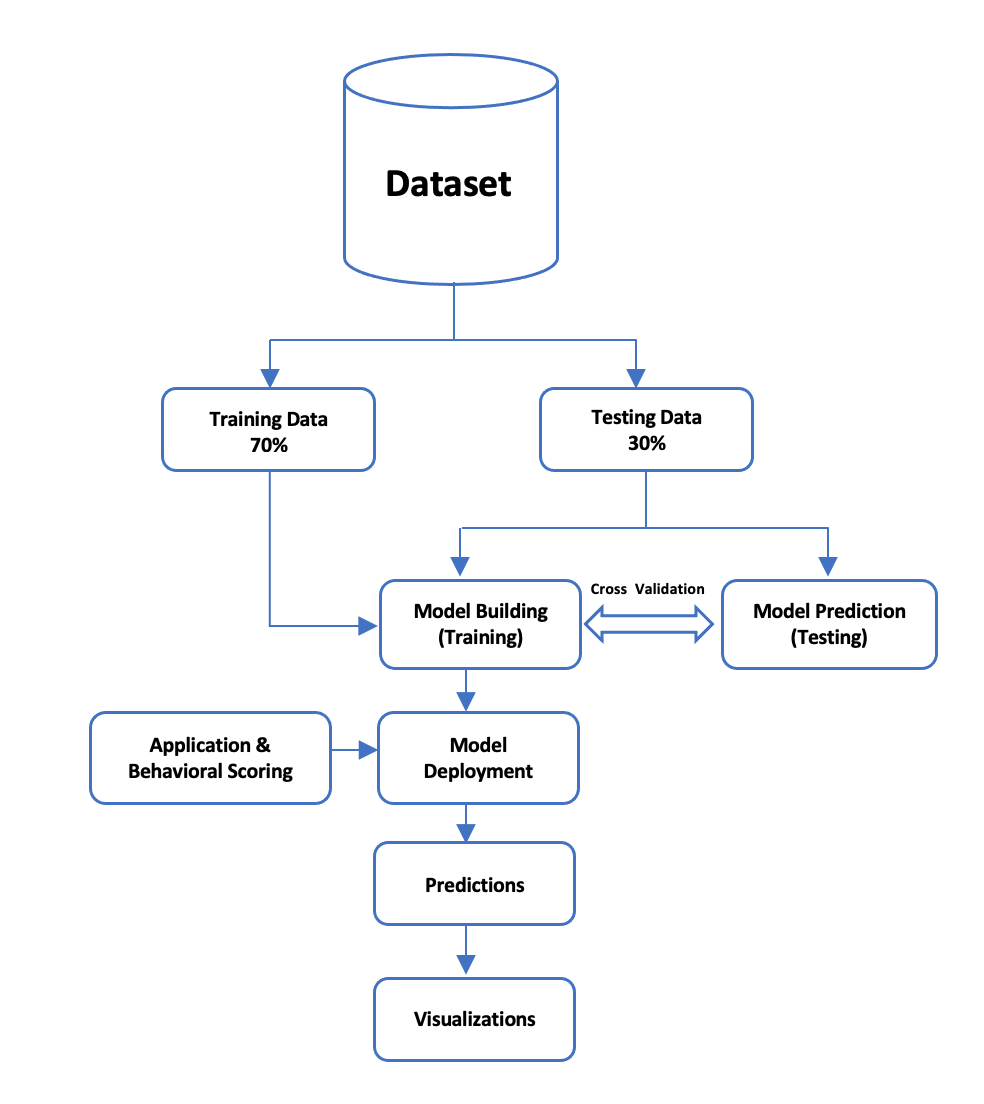 Dataset
Training Data
70%
Testing Data
30%
Cross Validation
Model Building
(Training)
Model Prediction
(Testing)
Application &
Behavioral Scoring
Model
Deployment
Predictions
Visualizations